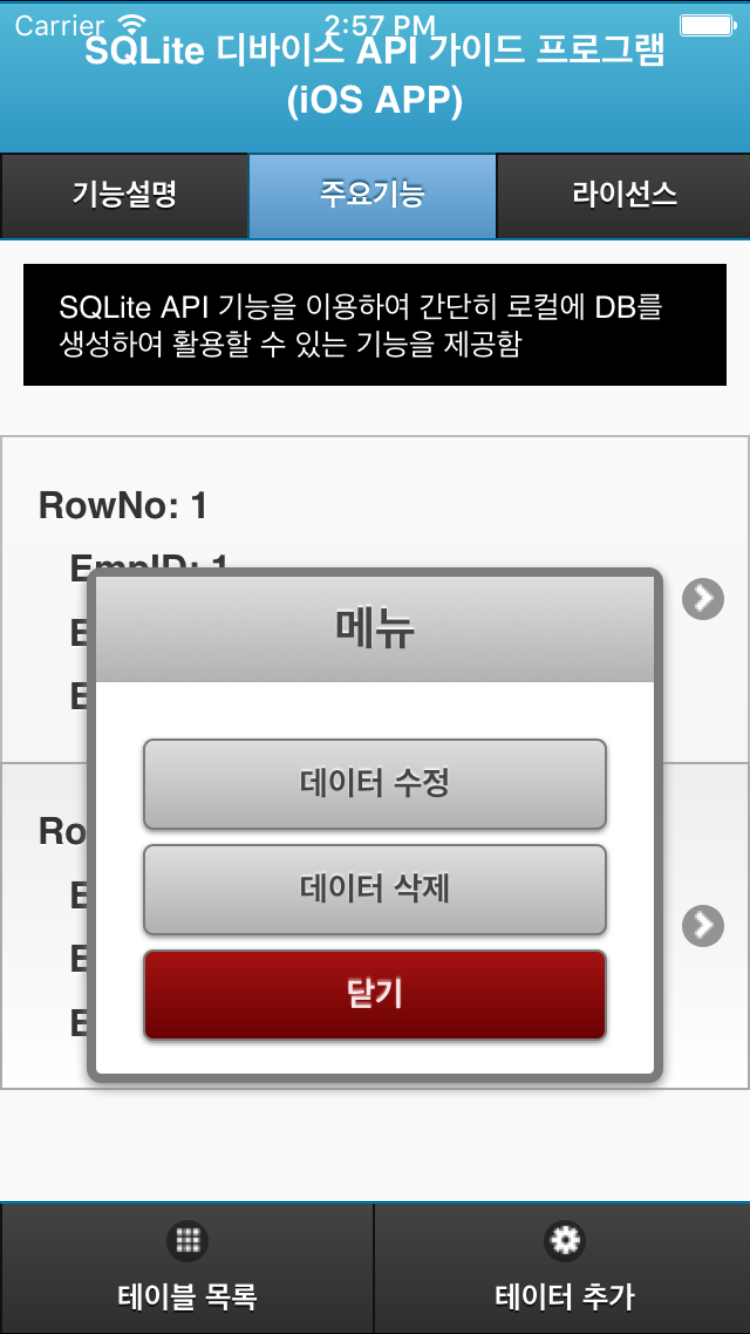 Carrier 2:57 PM
SQLite 디바이스 API 가이드 프로그램
(iOS APP)
기능설명 주요기능 라이선스
SQLite API 기능을 이용하여 간단히 로컬에 DB를
생성하여 활용할 수 있는 기능을 제공함
RowNo: 1
EmpID: 1
메뉴
데이터 수정
데이터 삭제
닫기
테이블 목록 테이터 추가